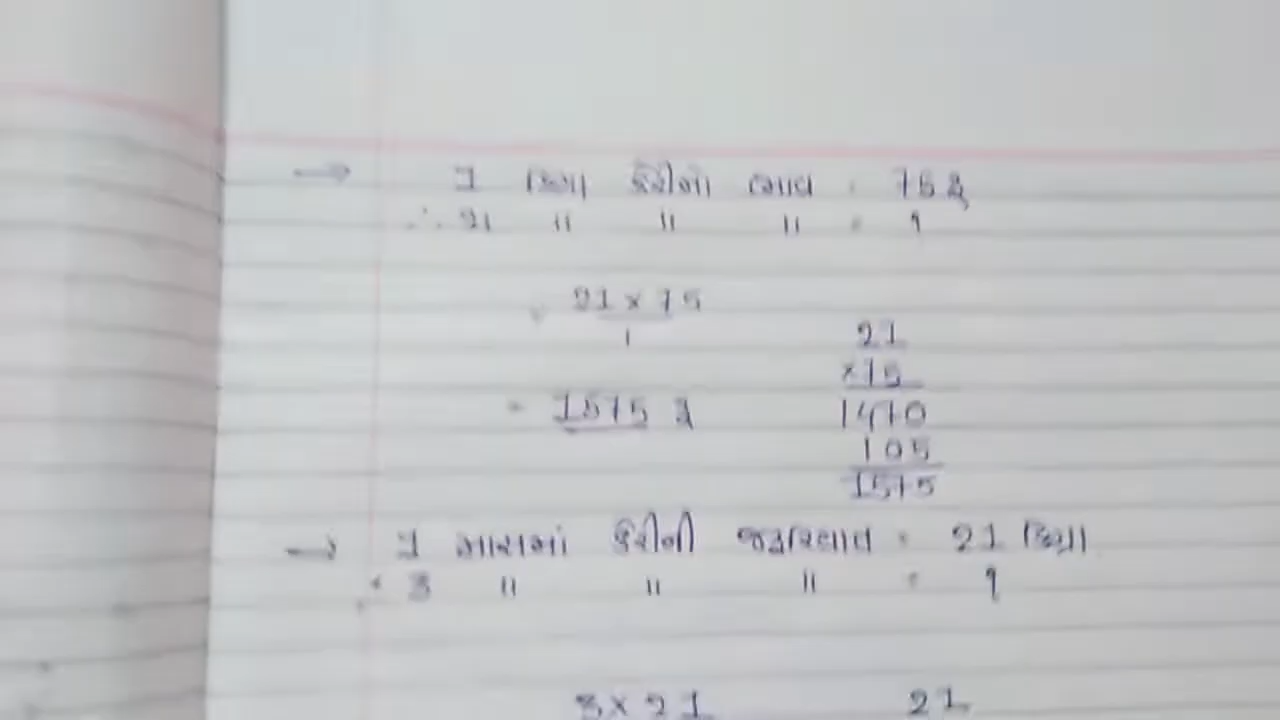 → 1 કિગ્રા કેરીનો ભાવ = 75 રૂ
∴ 21 " " " = ?
= 21 × 75
1
21
×75
= 1575 રૂ
1470
105
1575
→ 1 માસમાં કેરીની જરૂરિયાત = 21 કિગ્રા
∴ 3 " " " = ?
3 × 21
21